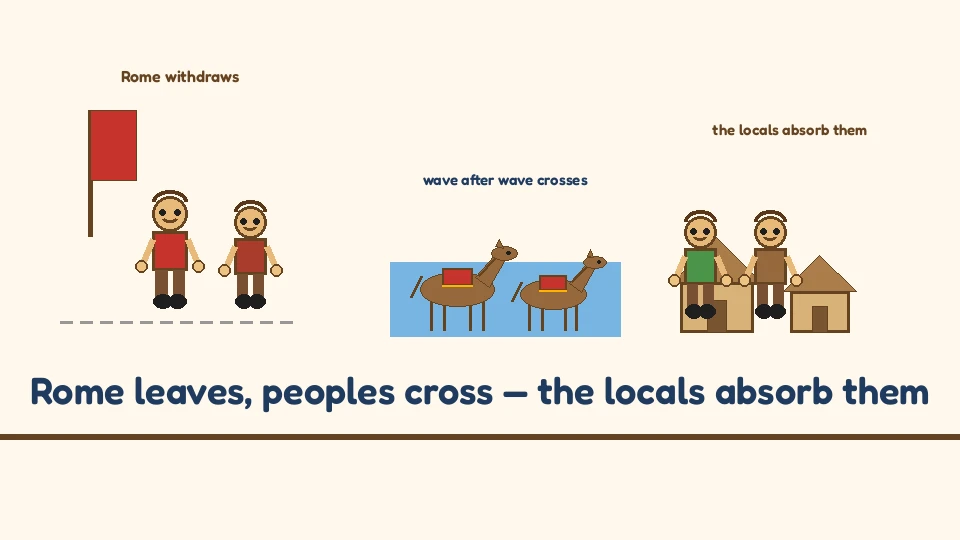 Rome withdraws
wave after wave crosses
the locals absorb them
Rome leaves, peoples cross — the locals absorb them